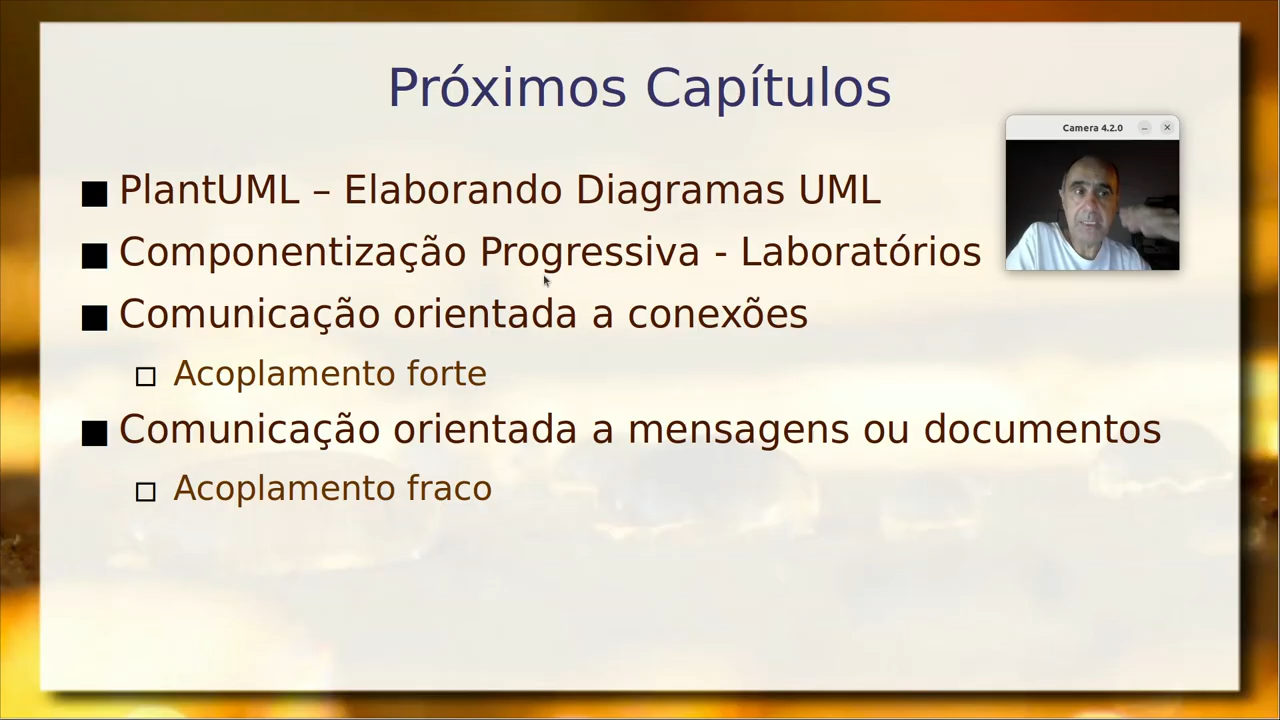 Próximos Capítulos
Camera 4.2.0
PlantUML – Elaborando Diagramas UML
Componentização Progressiva - Laboratórios
Comunicação orientada a conexões
Acoplamento forte
Comunicação orientada a mensagens ou documentos
Acoplamento fraco